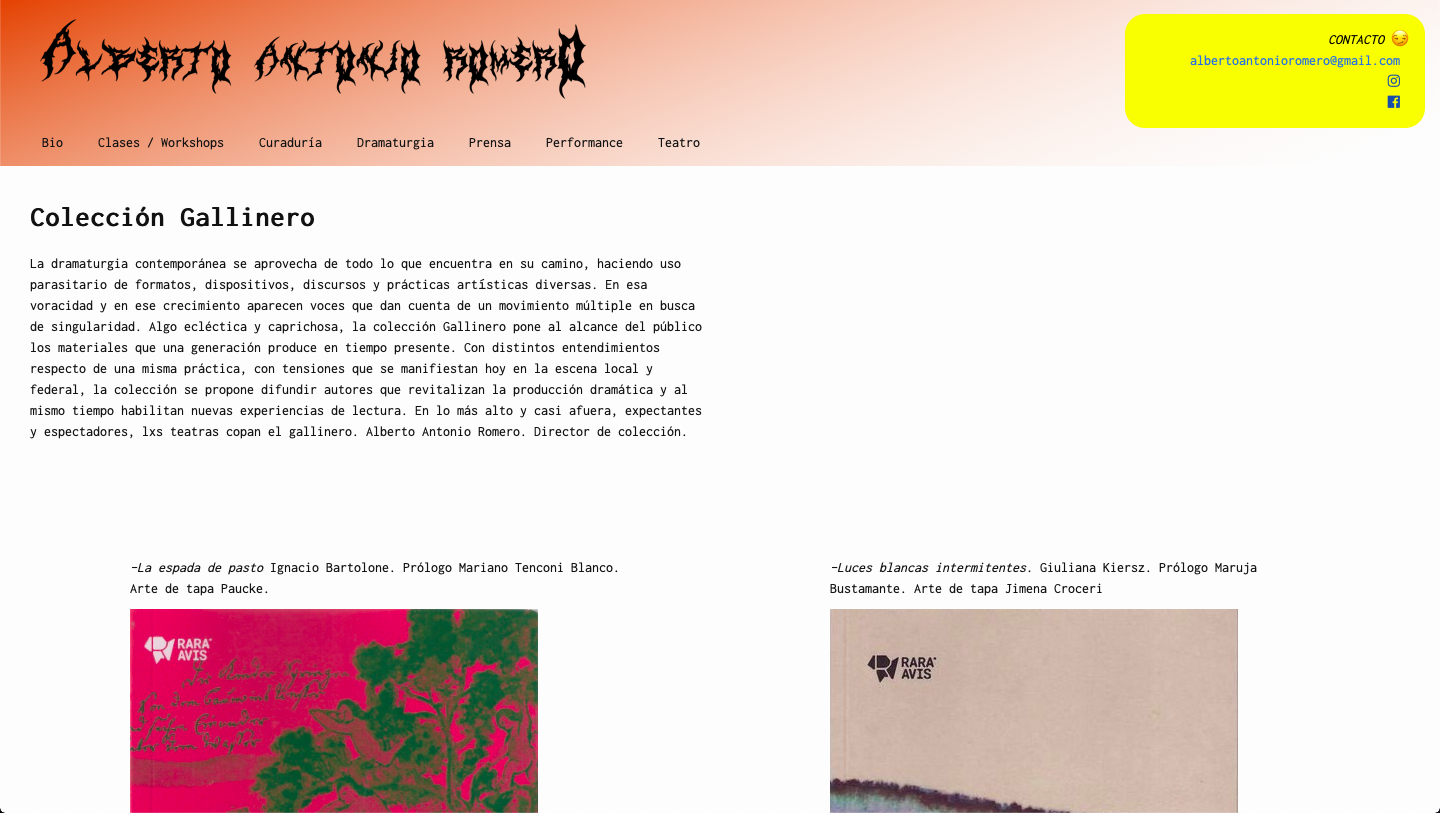 ALBERTO ANTONIO ROMERO
CONTACTO 😏
albertoantonioromero@gmail.com
Bio
Clases / Workshops
Curaduría
Dramaturgia
Prensa
Performance
Teatro
Colección Gallinero
La dramaturgia contemporánea se aprovecha de todo lo que encuentra en su camino, haciendo uso
parasitario de formatos, dispositivos, discursos y prácticas artísticas diversas. En esa
voracidad y en ese crecimiento aparecen voces que dan cuenta de un movimiento múltiple en busca
de singularidad. Algo ecléctica y caprichosa, la colección Gallinero pone al alcance del público
los materiales que una generación produce en tiempo presente. Con distintos entendimientos
respecto de una misma práctica, con tensiones que se manifiestan hoy en la escena local y
federal, la colección se propone difundir autores que revitalizan la producción dramática y al
mismo tiempo habilitan nuevas experiencias de lectura. En lo más alto y casi afuera, expectantes
y espectadores, lxs teatras copan el gallinero. Alberto Antonio Romero. Director de colección.
–La espada de pasto Ignacio Bartolone. Prólogo Mariano Tenconi Blanco.
Arte de tapa Paucke.
RARA
AVIS
–Luces blancas intermitentes. Giuliana Kiersz. Prólogo Maruja
Bustamante. Arte de tapa Jimena Croceri
RARA
AVIS